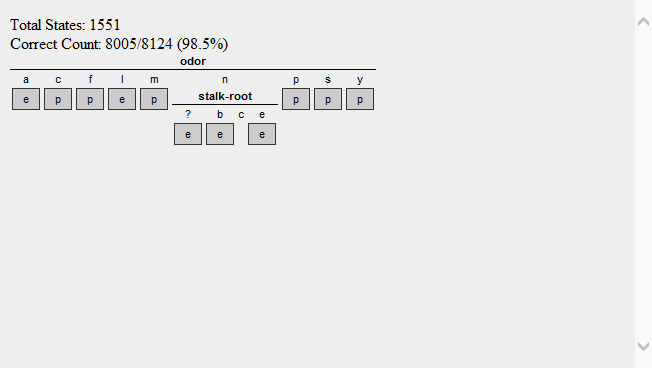 Total States: 1551
Correct Count: 8005/8124 (98.5%)
odor
a c f l m n p s y
e p p e p stalk-root p p p
? b c e
e e e